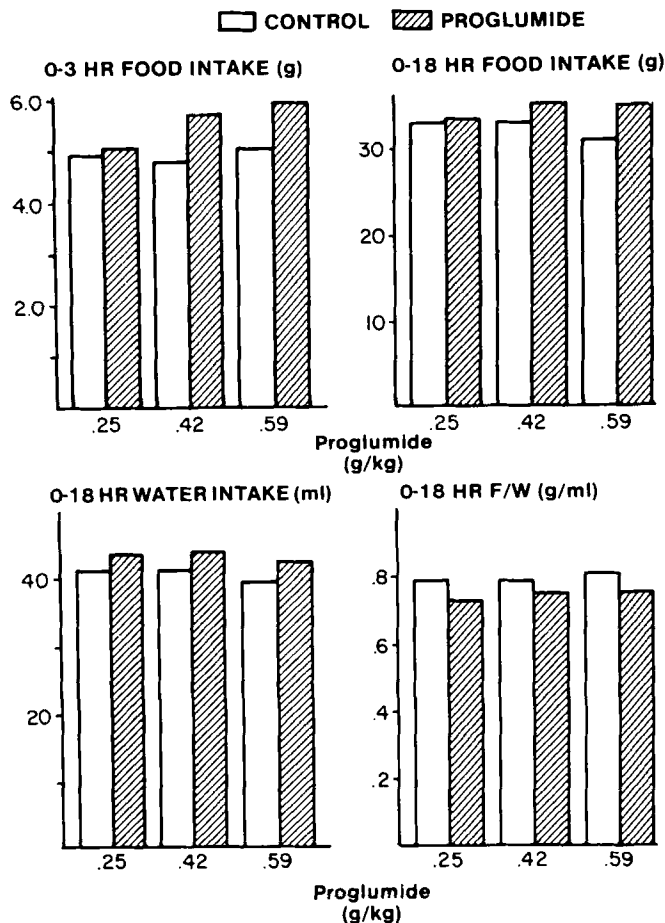 CONTROL PROGLUMIDE
0-3 HR FOOD INTAKE (g)
6.0
4.0
2.0
.25 .42 .59
0-18 HR FOOD INTAKE (g)
30
20
10
.25 .42 .59
Proglumide
(g/kg)
0-18 HR WATER INTAKE (ml)
40
20
.25 .42 .59
0-18 HR F/W (g/ml)
.8
.6
.4
.2
.25 .42 .59
Proglumide
(g/kg)